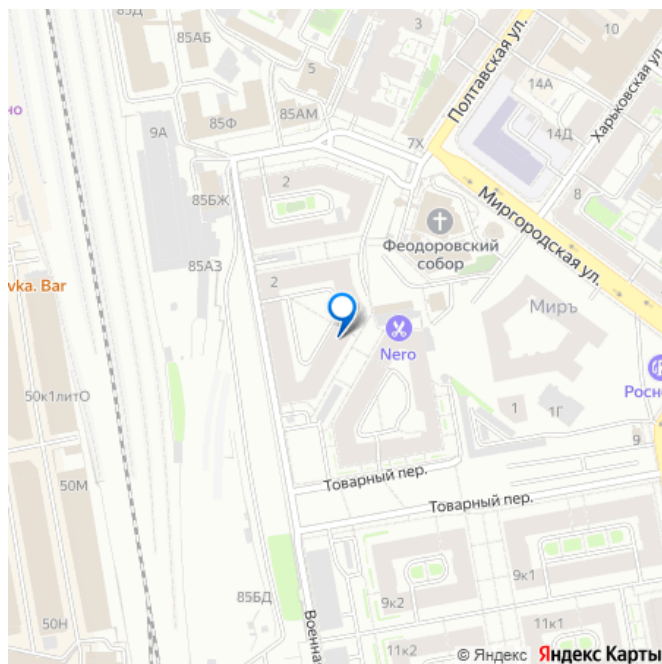 85Д
85АБ
10
Полтавская ул.
Харьковская ул.
5
14А
но
85АМ
9А
85Ф
7Х
14Д
2
8
85БЖ
Миргородская ул.
Феодоровский
собор
85АЗ
2
vka. Bar
Миръ
Nero
Росно
50к1литО
1
1Г
9
Товарный пер.
50М
Товарный пер.
9к1
85БД
9к2
Военна
11к1
50Н
11к2
© Яндекс Яндекс Карты